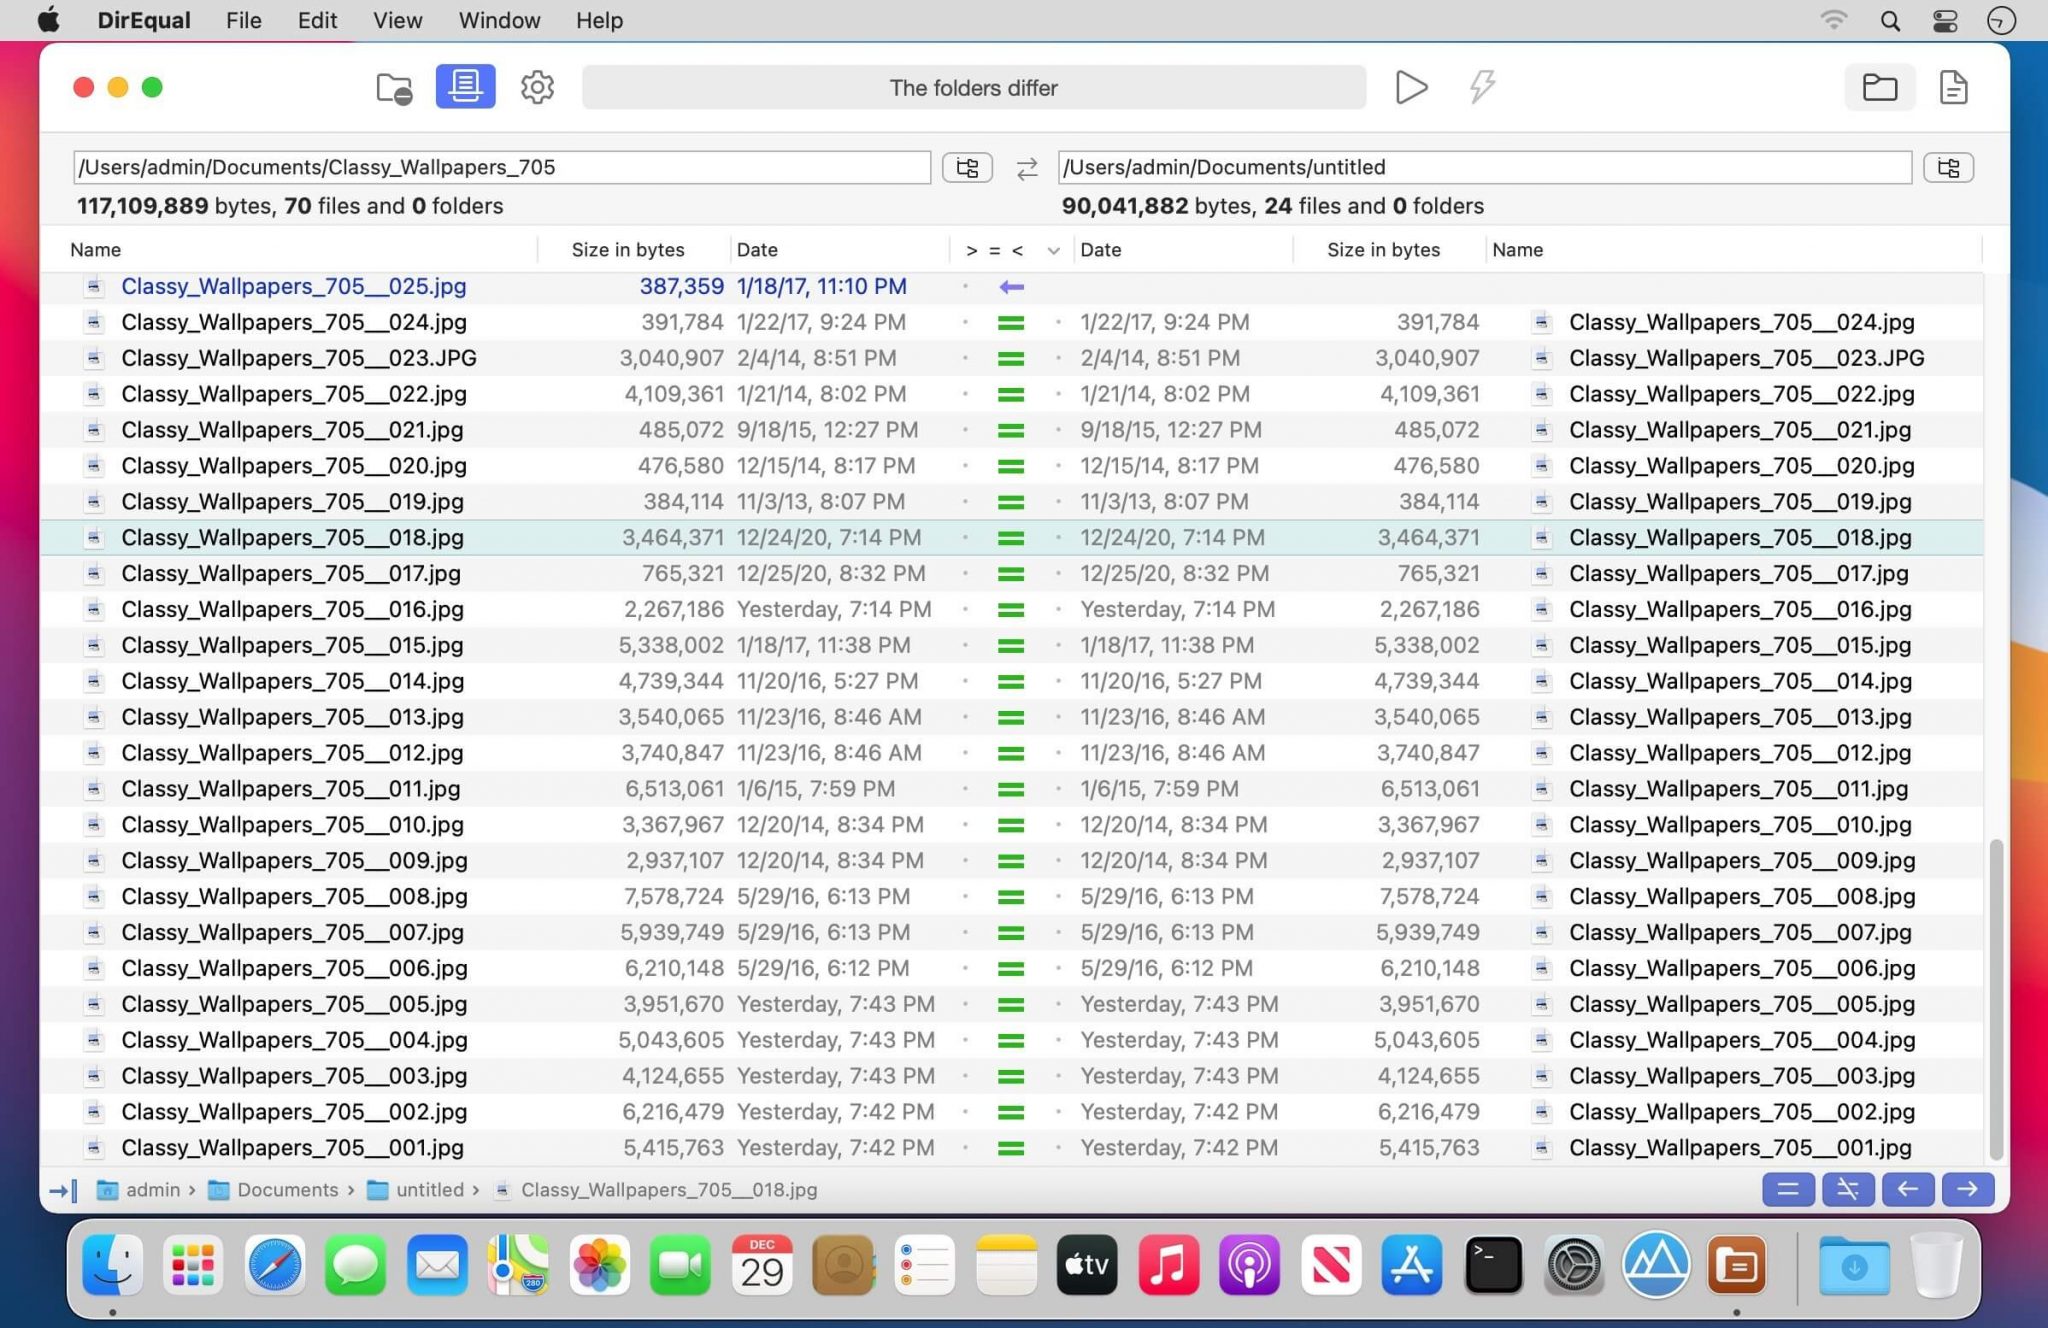 DirEqual File Edit View Window Help
The folders differ
/Users/admin/Documents/Classy_Wallpapers_705 /Users/admin/Documents/untitled
117,109,889 bytes, 70 files and 0 folders 90,041,882 bytes, 24 files and 0 folders
Name Size in bytes Date > = < Date Size in bytes Name
Classy_Wallpapers_705__025.jpg 387,359 1/18/17, 11:10 PM
Classy_Wallpapers_705__024.jpg 391,784 1/22/17, 9:24 PM 1/22/17, 9:24 PM 391,784 Classy_Wallpapers_705__024.jpg
Classy_Wallpapers_705__023.JPG 3,040,907 2/4/14, 8:51 PM 2/4/14, 8:51 PM 3,040,907 Classy_Wallpapers_705__023.JPG
Classy_Wallpapers_705__022.jpg 4,109,361 1/21/14, 8:02 PM 1/21/14, 8:02 PM 4,109,361 Classy_Wallpapers_705__022.jpg
Classy_Wallpapers_705__021.jpg 485,072 9/18/15, 12:27 PM 9/18/15, 12:27 PM 485,072 Classy_Wallpapers_705__021.jpg
Classy_Wallpapers_705__020.jpg 476,580 12/15/14, 8:17 PM 12/15/14, 8:17 PM 476,580 Classy_Wallpapers_705__020.jpg
Classy_Wallpapers_705__019.jpg 384,114 11/3/13, 8:07 PM 11/3/13, 8:07 PM 384,114 Classy_Wallpapers_705__019.jpg
Classy_Wallpapers_705__018.jpg 3,464,371 12/24/20, 7:14 PM 12/24/20, 7:14 PM 3,464,371 Classy_Wallpapers_705__018.jpg
Classy_Wallpapers_705__017.jpg 765,321 12/25/20, 8:32 PM 12/25/20, 8:32 PM 765,321 Classy_Wallpapers_705__017.jpg
Classy_Wallpapers_705__016.jpg 2,267,186 Yesterday, 7:14 PM Yesterday, 7:14 PM 2,267,186 Classy_Wallpapers_705__016.jpg
Classy_Wallpapers_705__015.jpg 5,338,002 1/18/17, 11:38 PM 1/18/17, 11:38 PM 5,338,002 Classy_Wallpapers_705__015.jpg
Classy_Wallpapers_705__014.jpg 4,739,344 11/20/16, 5:27 PM 11/20/16, 5:27 PM 4,739,344 Classy_Wallpapers_705__014.jpg
Classy_Wallpapers_705__013.jpg 3,540,065 11/23/16, 8:46 AM 11/23/16, 8:46 AM 3,540,065 Classy_Wallpapers_705__013.jpg
Classy_Wallpapers_705__012.jpg 3,740,847 11/23/16, 8:46 AM 11/23/16, 8:46 AM 3,740,847 Classy_Wallpapers_705__012.jpg
Classy_Wallpapers_705__011.jpg 6,513,061 1/6/15, 7:59 PM 1/6/15, 7:59 PM 6,513,061 Classy_Wallpapers_705__011.jpg
Classy_Wallpapers_705__010.jpg 3,367,967 12/20/14, 8:34 PM 12/20/14, 8:34 PM 3,367,967 Classy_Wallpapers_705__010.jpg
Classy_Wallpapers_705__009.jpg 2,937,107 12/20/14, 8:34 PM 12/20/14, 8:34 PM 2,937,107 Classy_Wallpapers_705__009.jpg
Classy_Wallpapers_705__008.jpg 7,578,724 5/29/16, 6:13 PM 5/29/16, 6:13 PM 7,578,724 Classy_Wallpapers_705__008.jpg
Classy_Wallpapers_705__007.jpg 5,939,749 5/29/16, 6:13 PM 5/29/16, 6:13 PM 5,939,749 Classy_Wallpapers_705__007.jpg
Classy_Wallpapers_705__006.jpg 6,210,148 5/29/16, 6:12 PM 5/29/16, 6:12 PM 6,210,148 Classy_Wallpapers_705__006.jpg
Classy_Wallpapers_705__005.jpg 3,951,670 Yesterday, 7:43 PM Yesterday, 7:43 PM 3,951,670 Classy_Wallpapers_705__005.jpg
Classy_Wallpapers_705__004.jpg 5,043,605 Yesterday, 7:43 PM Yesterday, 7:43 PM 5,043,605 Classy_Wallpapers_705__004.jpg
Classy_Wallpapers_705__003.jpg 4,124,655 Yesterday, 7:43 PM Yesterday, 7:43 PM 4,124,655 Classy_Wallpapers_705__003.jpg
Classy_Wallpapers_705__002.jpg 6,216,479 Yesterday, 7:42 PM Yesterday, 7:42 PM 6,216,479 Classy_Wallpapers_705__002.jpg
Classy_Wallpapers_705__001.jpg 5,415,763 Yesterday, 7:42 PM Yesterday, 7:42 PM 5,415,763 Classy_Wallpapers_705__001.jpg
admin › Documents › untitled › Classy_Wallpapers_705__018.jpg
280 DEC 29 tv >_